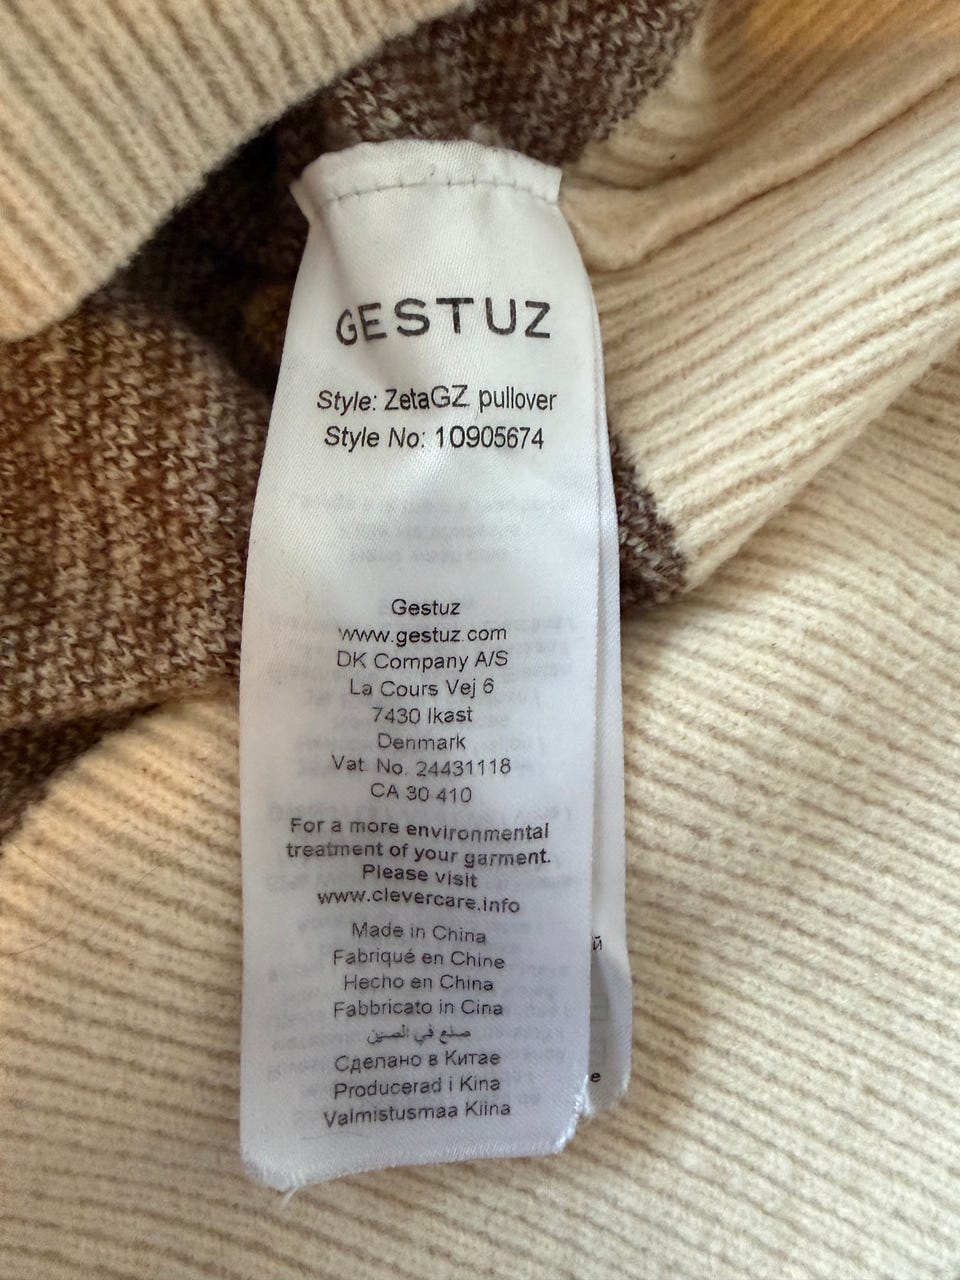 GESTUZ
Style: ZetaGZ pullover
Style No: 10905674
Gestuz
www.gestuz.com
DK Company A/S
La Cours Vej 6
7430 Ikast
Denmark
Vat. No. 24431118
CA 30 410
For a more environmental
treatment of your garment.
Please visit
www.clevercare.info
Made in China
Fabriqué en Chine
Hecho en China
Fabbricato in Cina
صنع في الصين
Сделано в Китае
Producerad i Kina
Valmistusmaa Kiina